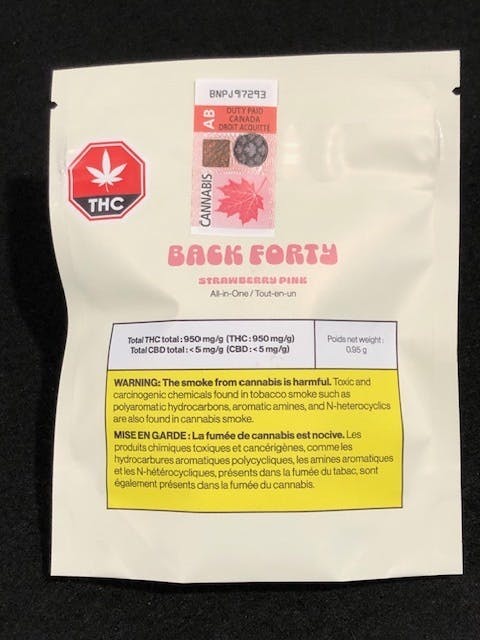 BNPJ97293
AB
DUTY PAID
CANADA
DROIT ACQUITTÉ
CANNABIS
THC
BACK FORTY
STRAWBERRY PINK
All-in-One / Tout-en-un
Total THC total : 950 mg/g (THC : 950 mg/g)
Total CBD total : < 5 mg/g (CBD : < 5 mg/g)
Poids net weight :
0.95 g
WARNING: The smoke from cannabis is harmful. Toxic and
carcinogenic chemicals found in tobacco smoke such as
polyaromatic hydrocarbons, aromatic amines, and N-heterocyclics
are also found in cannabis smoke.
MISE EN GARDE : La fumée de cannabis est nocive. Les
produits chimiques toxiques et cancérigènes, comme les
hydrocarbures aromatiques polycycliques, les amines aromatiques
et les N-hétérocycliques, présents dans la fumée du tabac, sont
également présents dans la fumée du cannabis.